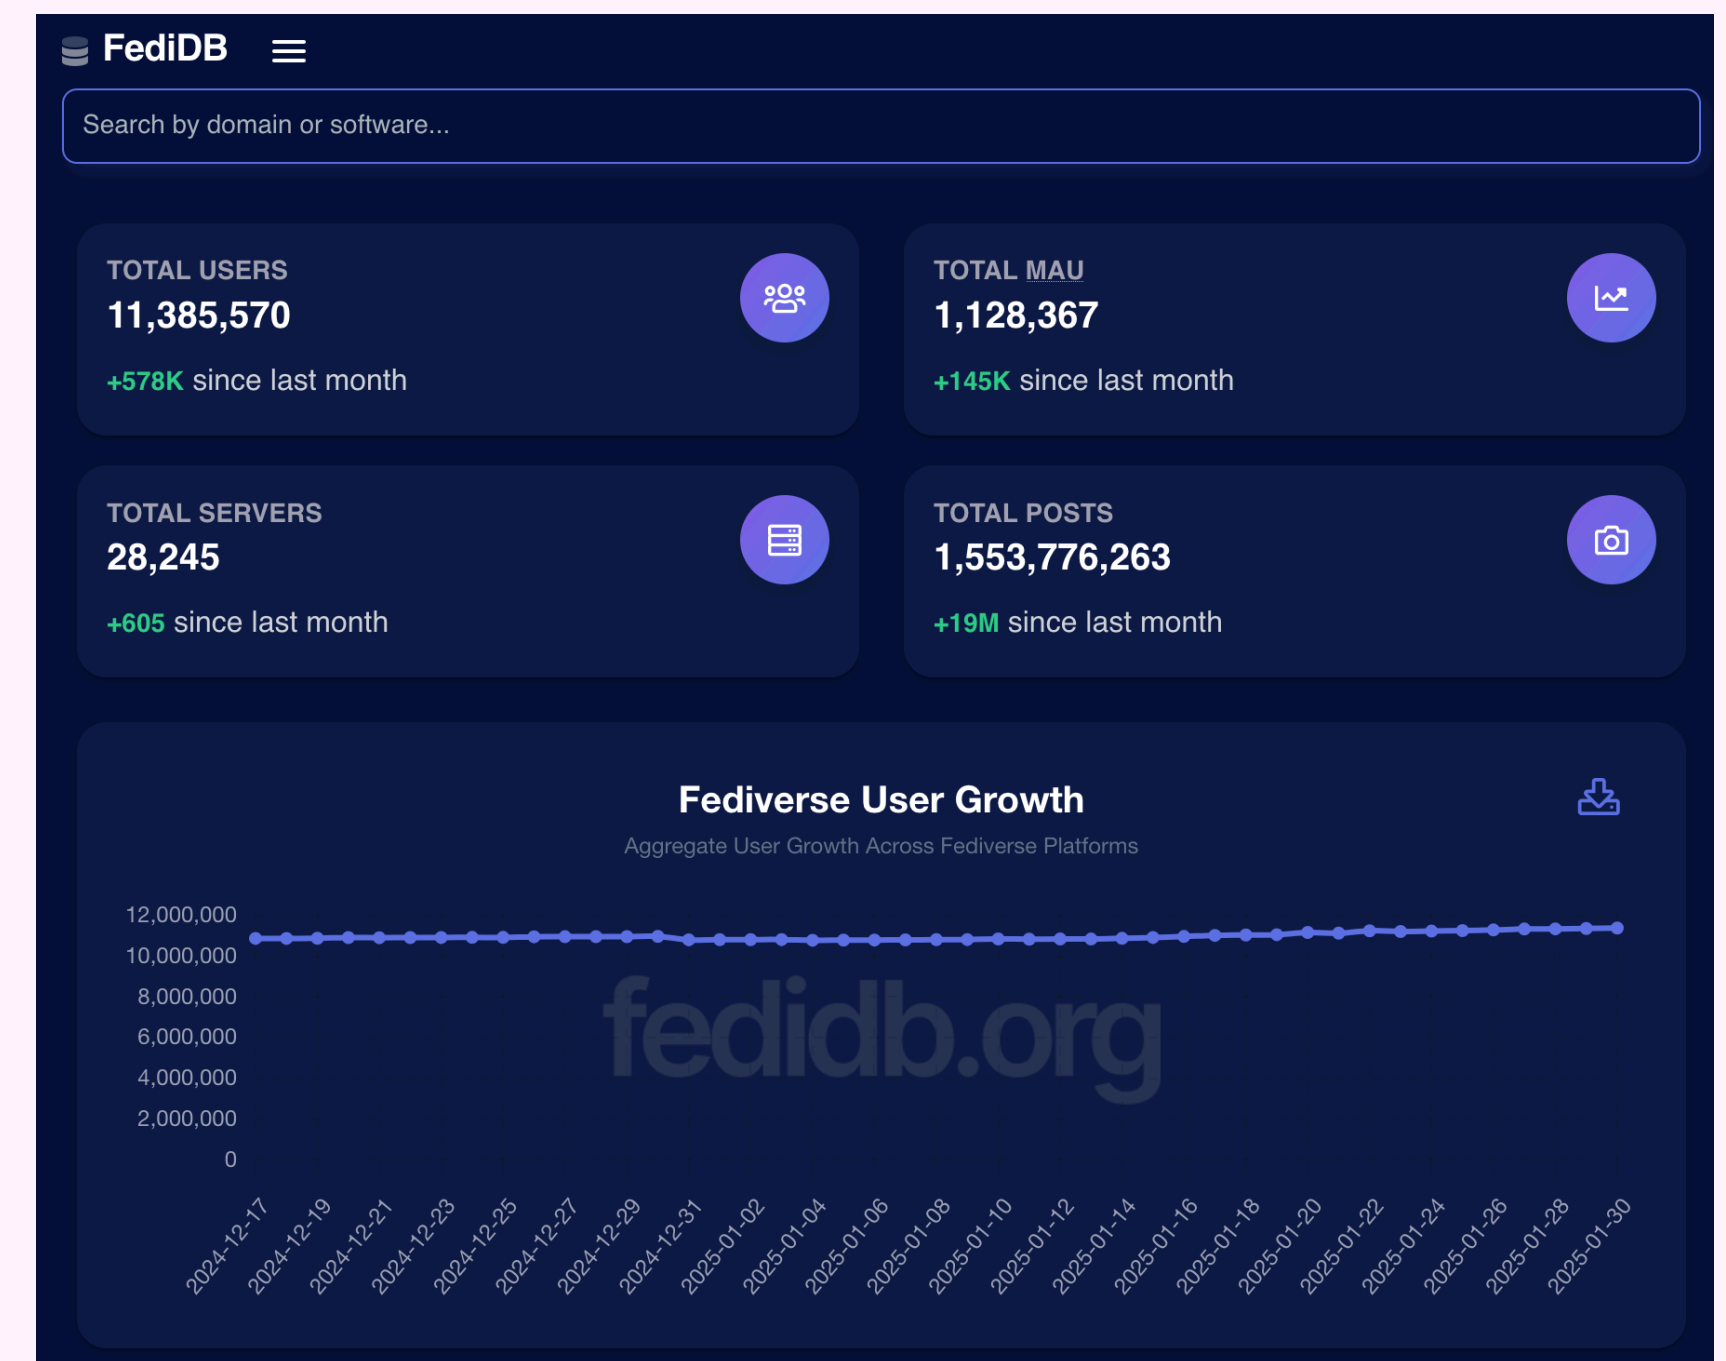 FediDB
Search by domain or software...
TOTAL USERS
11,385,570
+578K since last month
TOTAL MAU
1,128,367
+145K since last month
TOTAL SERVERS
28,245
+605 since last month
TOTAL POSTS
1,553,776,263
+19M since last month
Fediverse User Growth
Aggregate User Growth Across Fediverse Platforms
12,000,000
10,000,000
8,000,000
6,000,000
4,000,000
2,000,000
0
fedidb.org
2024-12-17
2024-12-19
2024-12-21
2024-12-23
2024-12-25
2024-12-27
2024-12-29
2024-12-31
2025-01-02
2025-01-04
2025-01-06
2025-01-08
2025-01-10
2025-01-12
2025-01-14
2025-01-16
2025-01-18
2025-01-20
2025-01-22
2025-01-24
2025-01-26
2025-01-28
2025-01-30